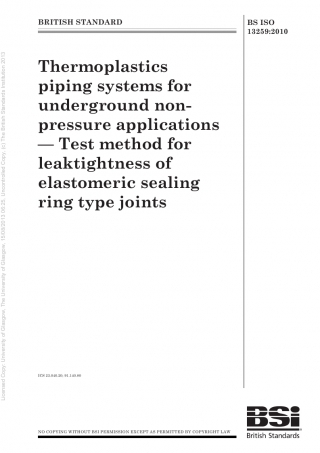 BRITISH STANDARD
BS ISO
13259:2010
Thermoplastics
piping systems for
underground non-
pressure applications
— Test method for
leaktightness of
elastomeric sealing
ring type joints
NO COPYING WITHOUT BSI PERMISSION EXCEPT AS PERMITTED BY COPYRIGHT LAW
BSi
British Standards